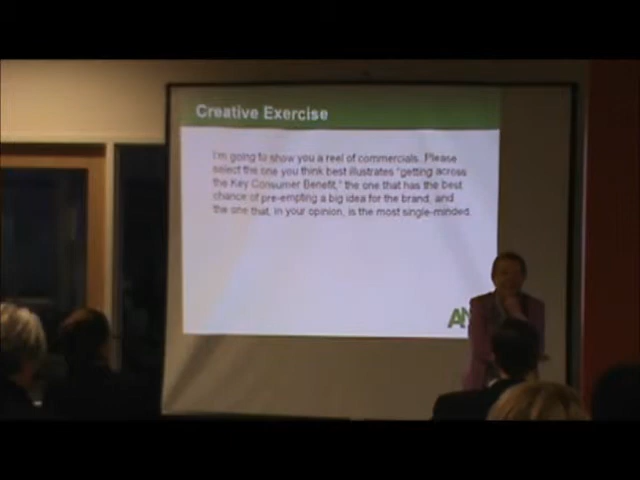 Creative Exercise
I'm going to show you a reel of commercials. Please
select the one you think best illustrates "getting across
the Key Consumer Benefit," the one that has the best
chance of pre-empting a big idea for the brand, and
the one that, in your opinion, is the most single-minded.